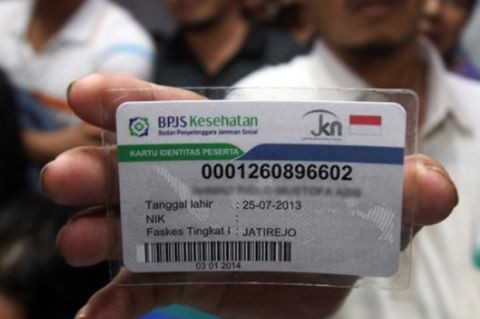 BPJS Kesehatan
Badan Penyelenggara Jaminan Sosial
jkn
KARTU IDENTITAS PESERTA
0001260896602
Tanggal lahir : 25-07-2013
NIK :
Faskes Tingkat I : JATIREJO
03 01 2014